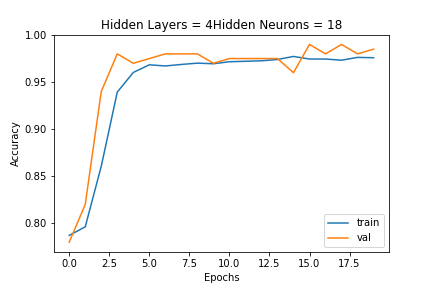 Hidden Layers = 4Hidden Neurons = 18
1.00
0.95
0.90
0.85
0.80
Accuracy
train
val
0.0 2.5 5.0 7.5 10.0 12.5 15.0 17.5
Epochs